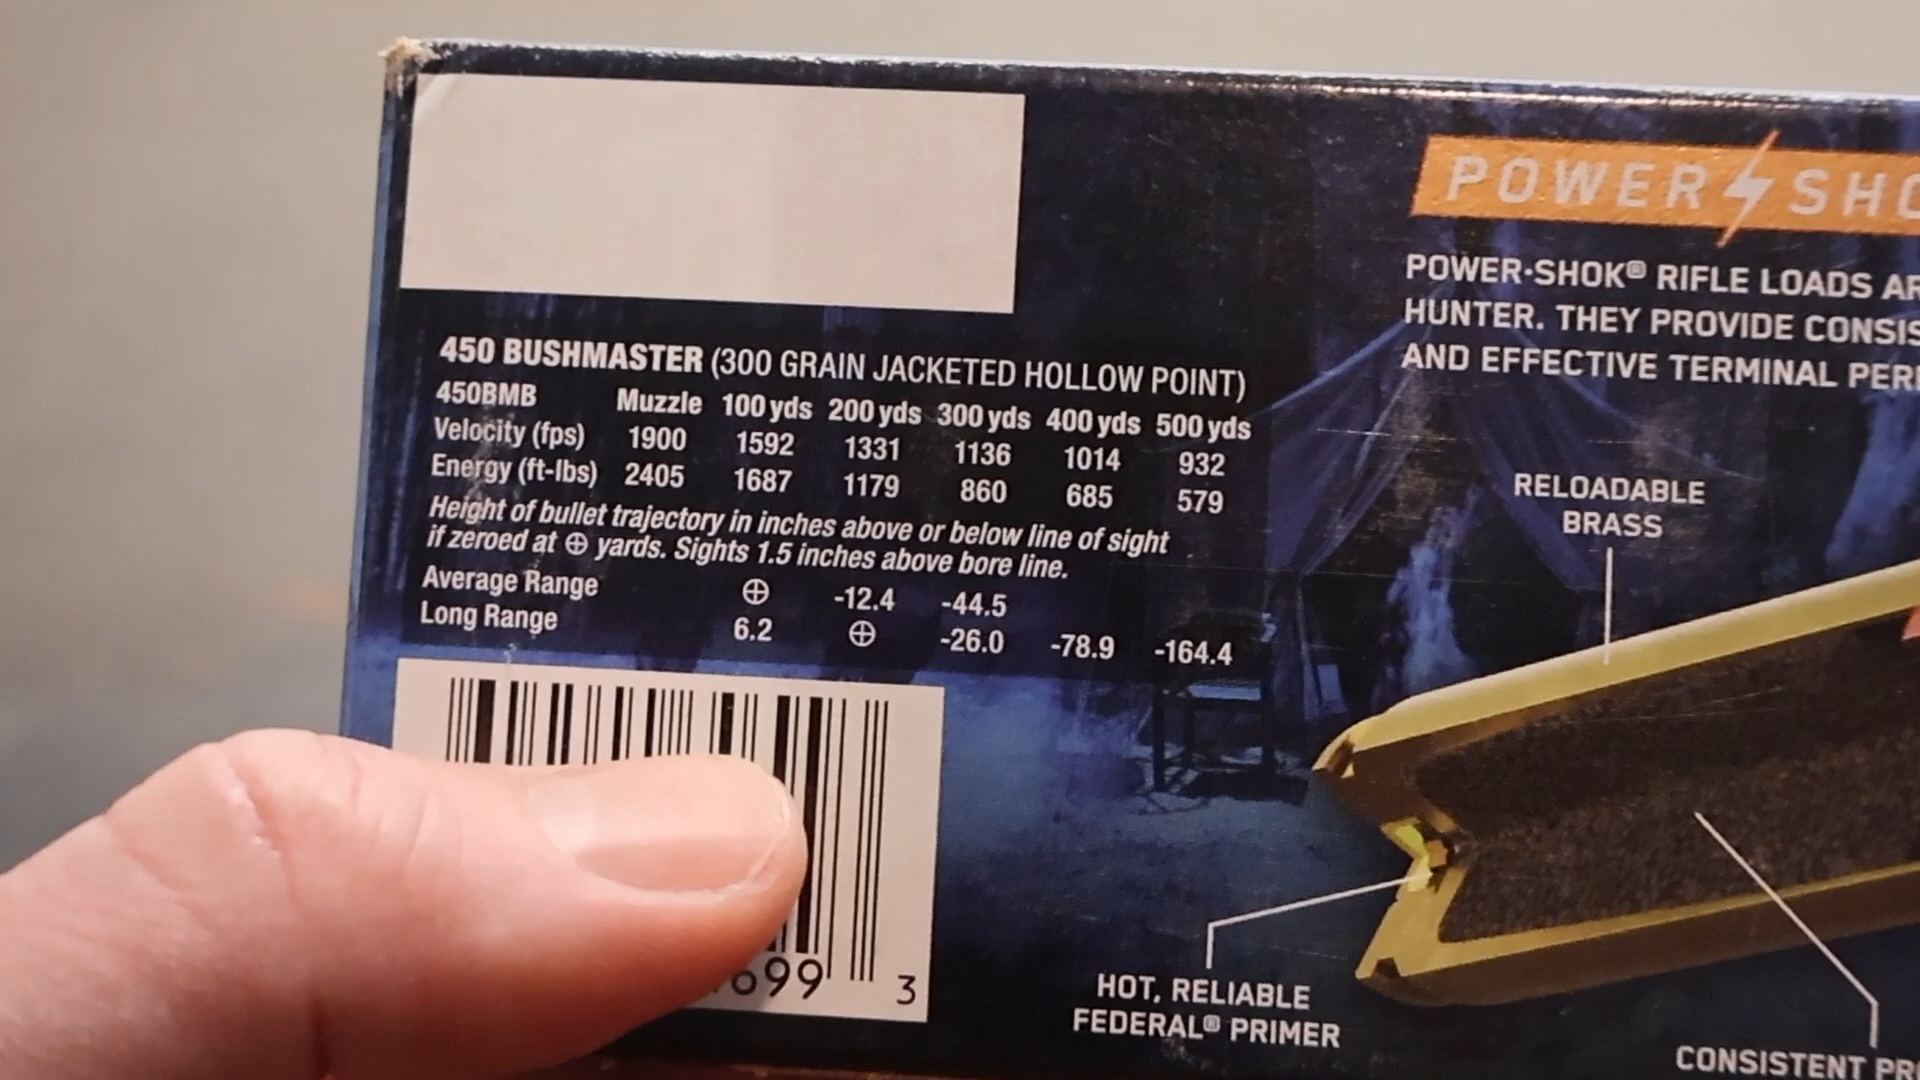 450 BUSHMASTER (300 GRAIN JACKETED HOLLOW POINT)
450BMB Muzzle 100 yds 200 yds 300 yds 400 yds 500 yds
Velocity (fps) 1900 1592 1331 1136 1014 932
Energy (ft-lbs) 2405 1687 1179 860 685 579
Height of bullet trajectory in inches above or below line of sight
if zeroed at ⊕ yards. Sights 1.5 inches above bore line.
Average Range ⊕ -12.4 -44.5
Long Range 6.2 ⊕ -26.0 -78.9 -164.4
699 3
POWER SHO
POWER-SHOK® RIFLE LOADS AR
HUNTER. THEY PROVIDE CONSIS
AND EFFECTIVE TERMINAL PER
RELOADABLE
BRASS
HOT, RELIABLE
FEDERAL® PRIMER
CONSISTENT PR